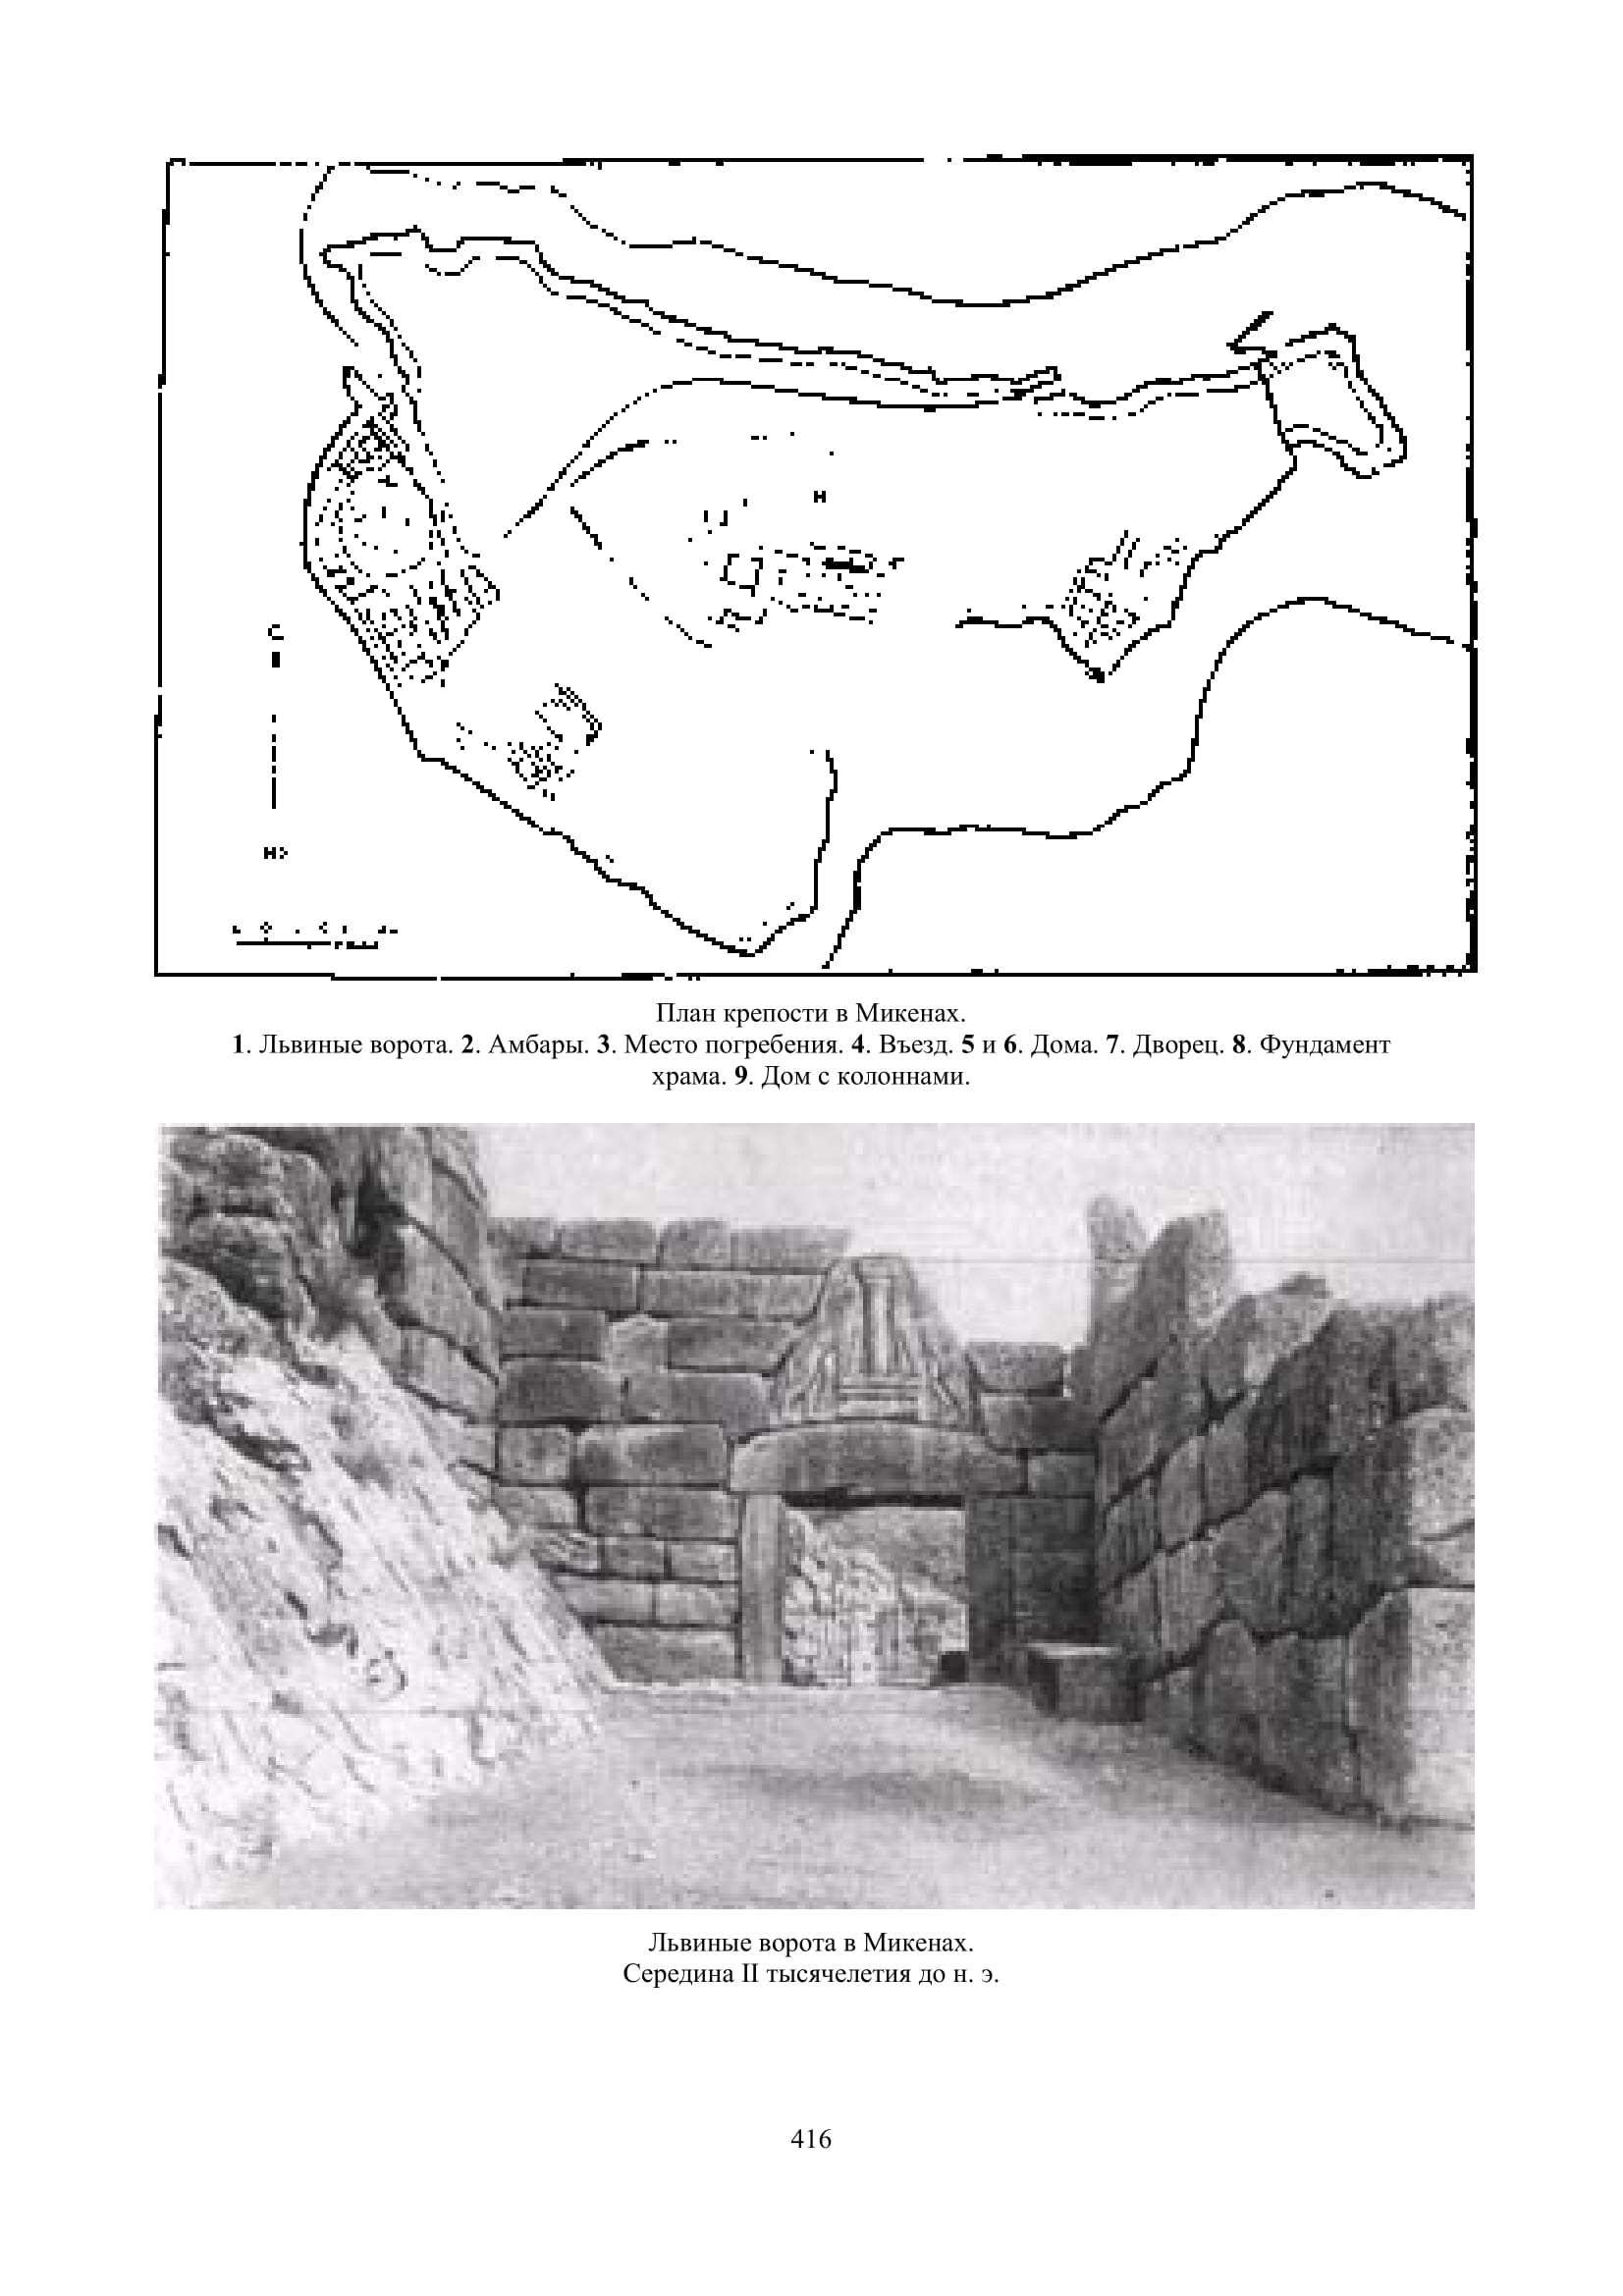 С
План крепости в Микенах.
1. Львиные ворота. 2. Амбары. 3. Место погребения. 4. Въезд. 5 и 6. Дома. 7. Дворец. 8. Фундамент
храма. 9. Дом с колоннами.
Львиные ворота в Микенах.
Середина II тысячелетия до н. э.
416